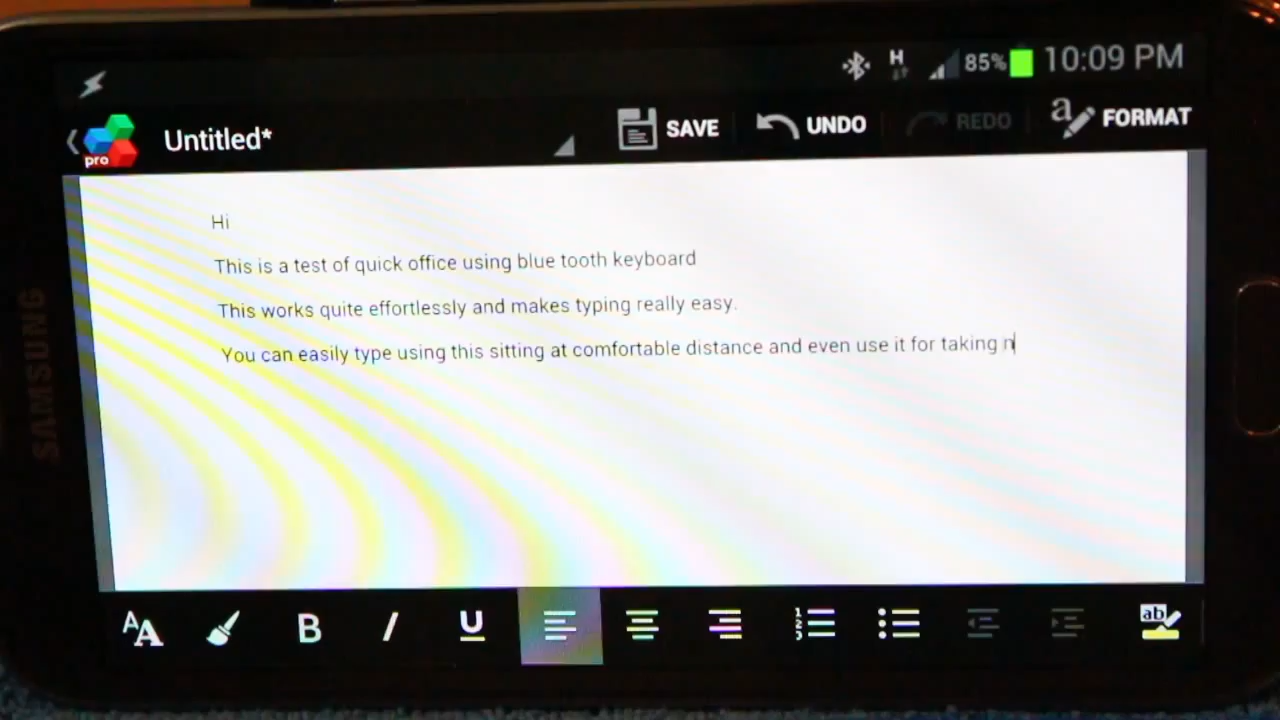 85% 10:09 PM
pro Untitled* SAVE UNDO REDO FORMAT
Hi
This is a test of quick office using blue tooth keyboard
This works quite effortlessly and makes typing really easy.
You can easily type using this sitting at comfortable distance and even use it for taking n
AA B I U ab
SAMSUNG